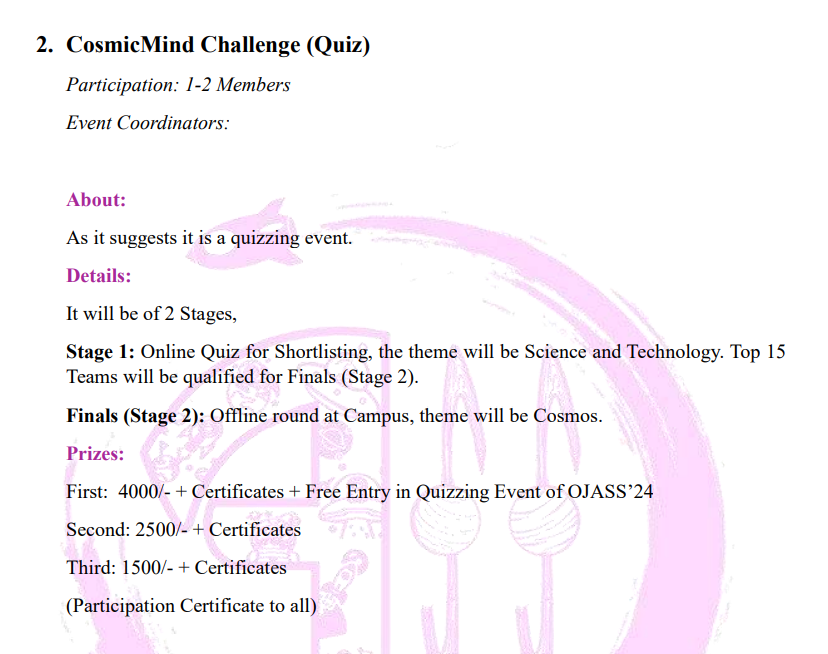 2. CosmicMind Challenge (Quiz)
Participation: 1-2 Members
Event Coordinators:
About:
As it suggests it is a quizzing event.
Details:
It will be of 2 Stages,
Stage 1: Online Quiz for Shortlisting, the theme will be Science and Technology. Top 15
Teams will be qualified for Finals (Stage 2).
Finals (Stage 2): Offline round at Campus, theme will be Cosmos.
Prizes:
First:  4000/- + Certificates + Free Entry in Quizzing Event of OJASS’24
Second: 2500/- + Certificates
Third: 1500/- + Certificates
(Participation Certificate to all)